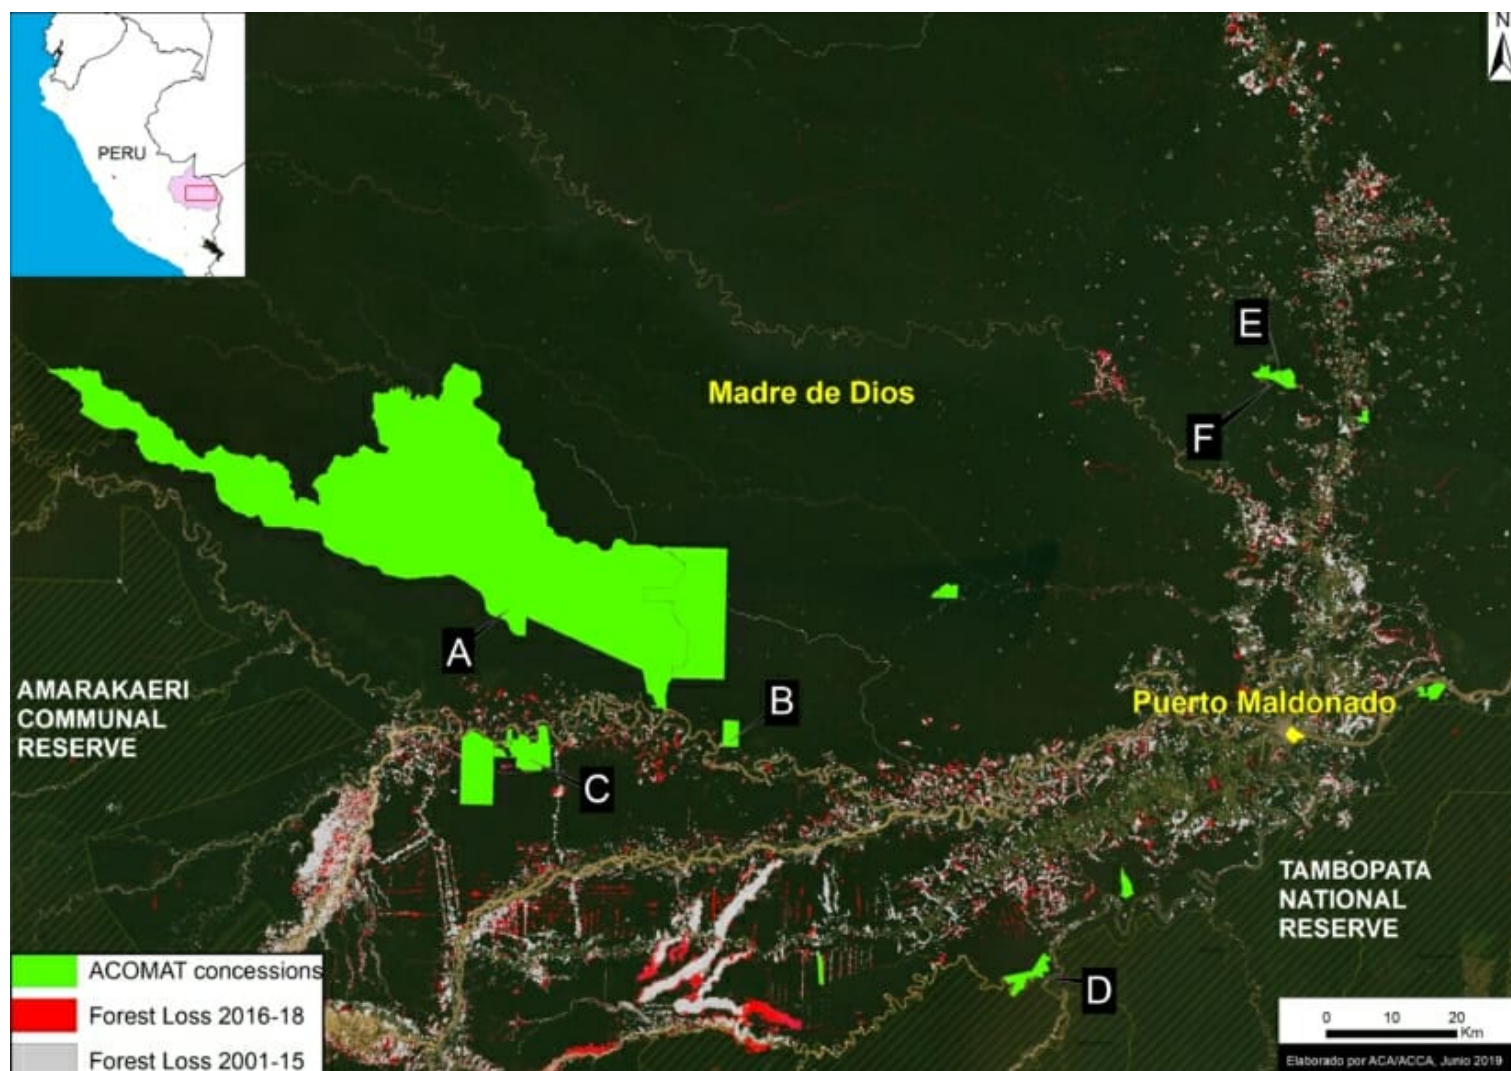 N
PERU
E
Madre de Dios
F
A
AMARAKAERI
COMMUNAL
RESERVE
B
Puerto Maldonado
C
TAMBOPATA
NATIONAL
RESERVE
D
ACOMAT concessions
Forest Loss 2016-18
Forest Loss 2001-15
0 10 20
Km
Elaborado por ACA/ACCA, Junio 2019